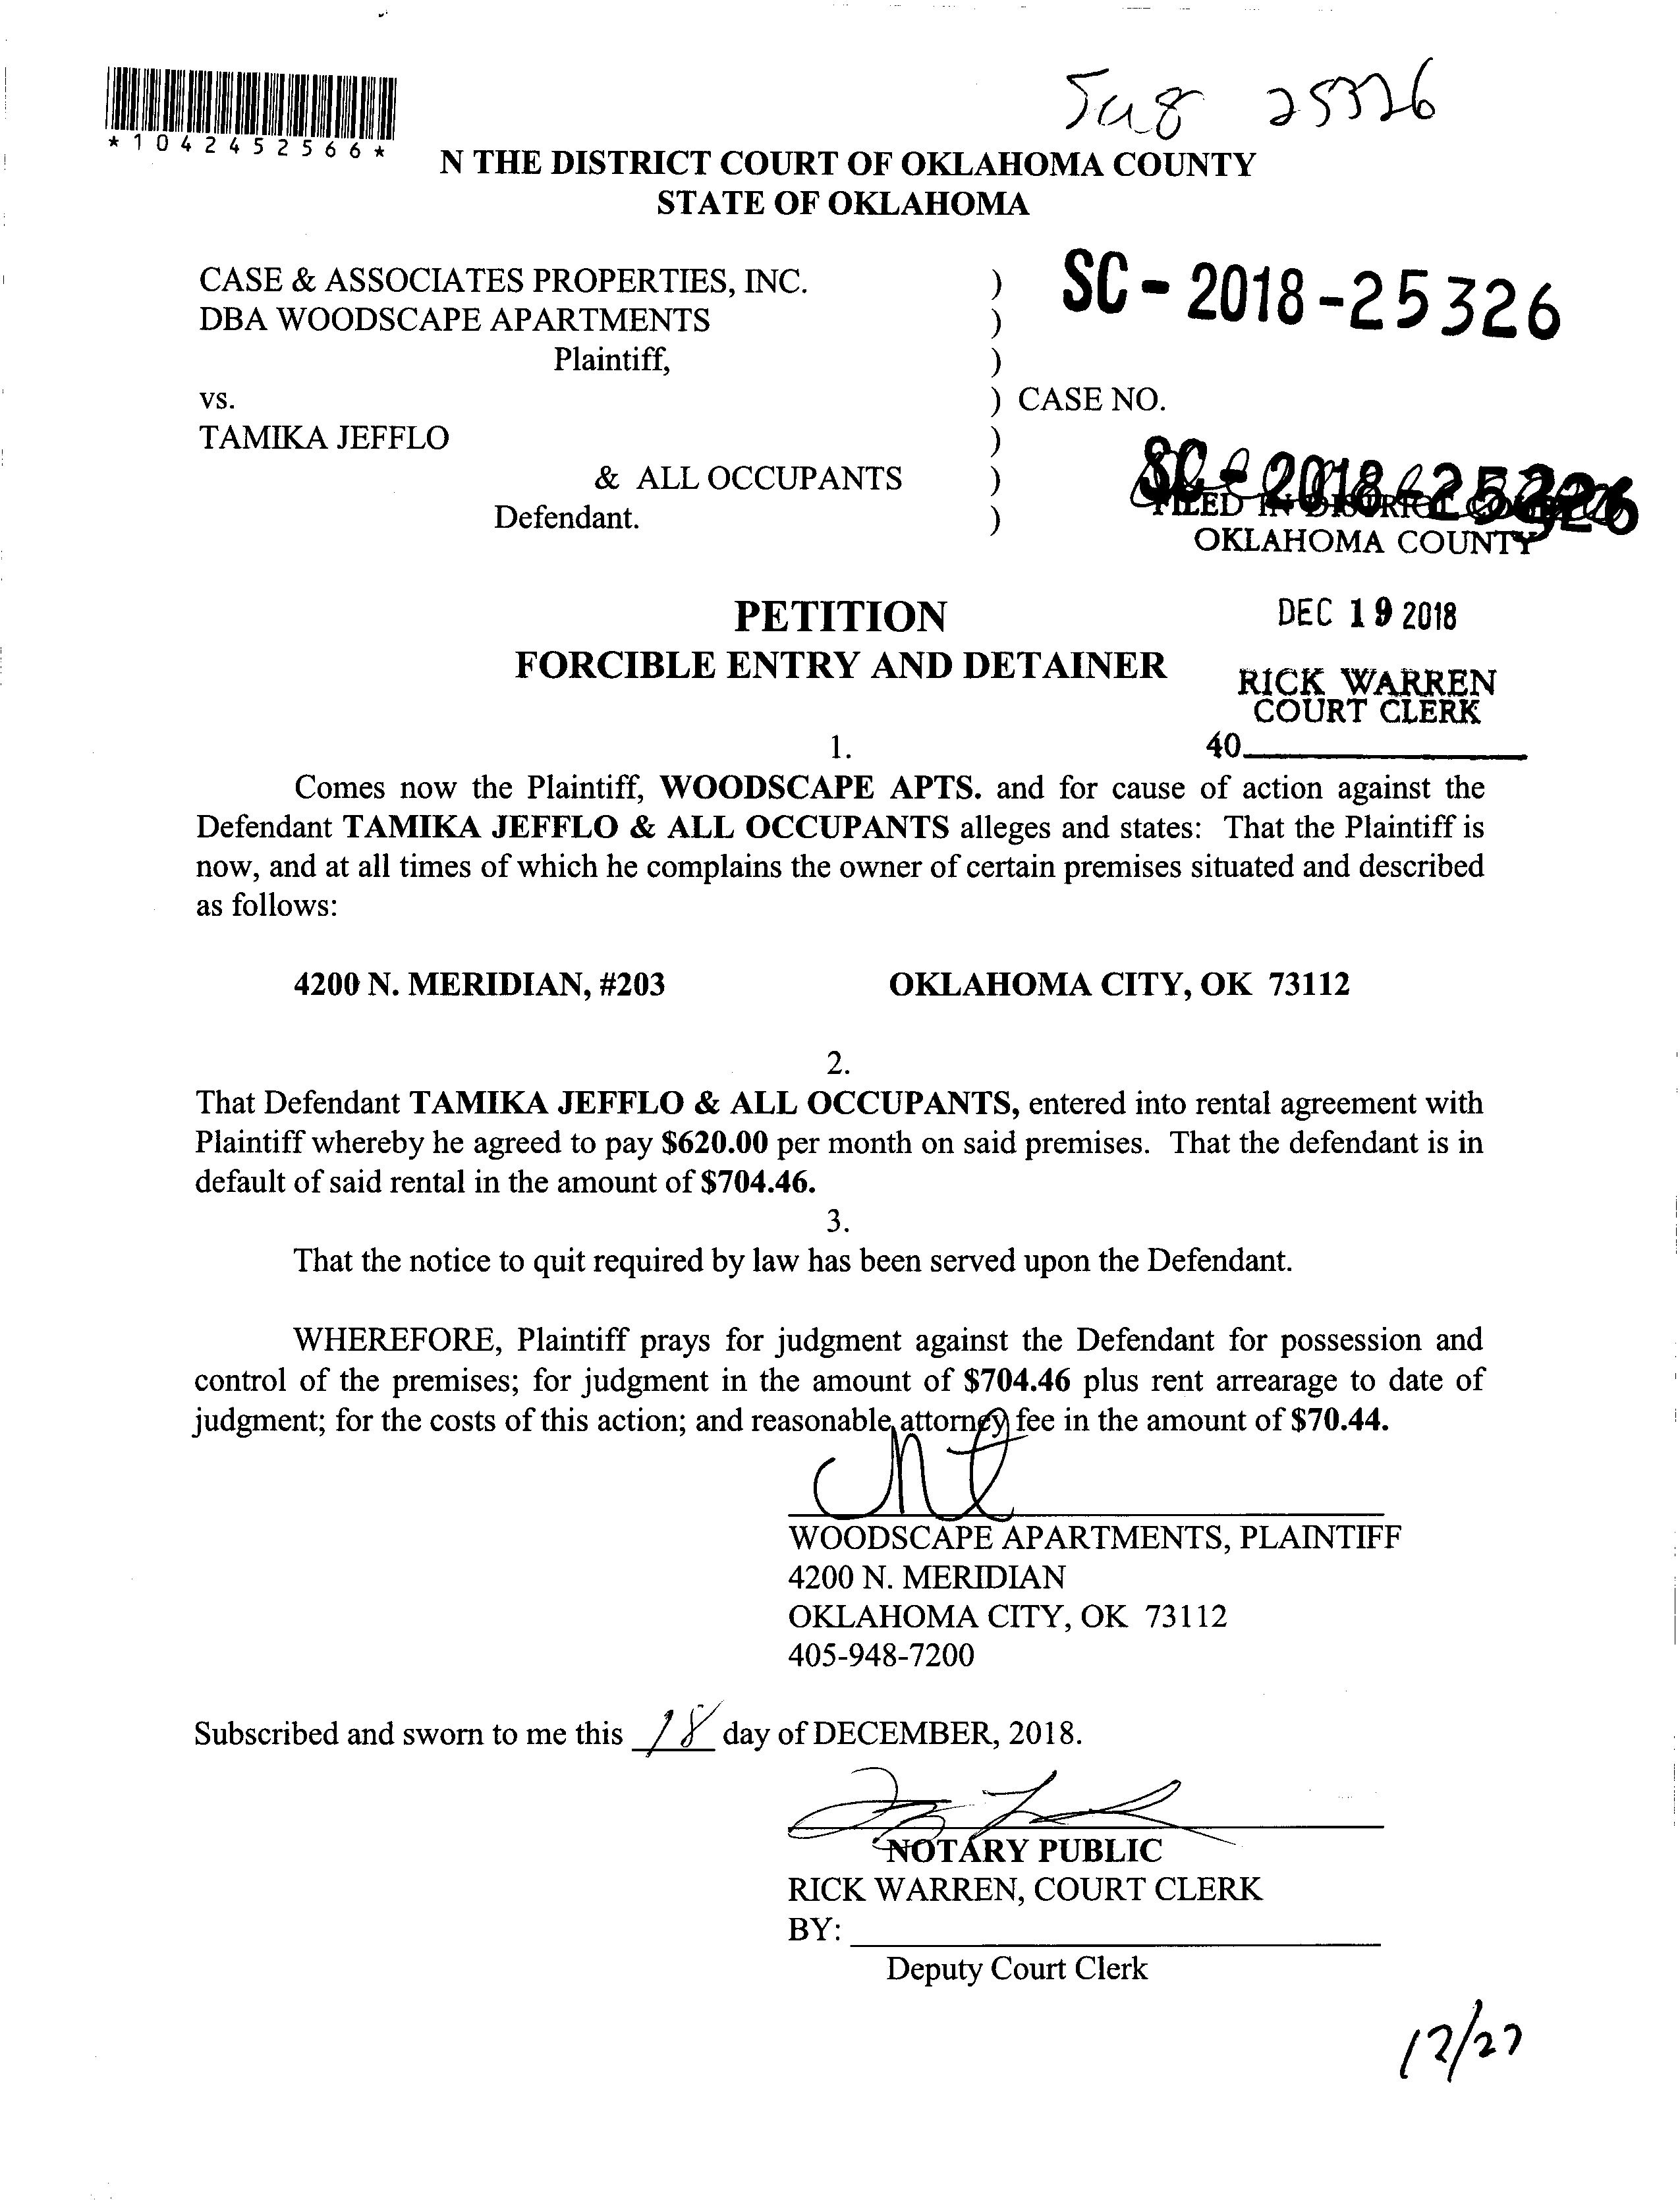 25326
*1042452566*
N THE DISTRICT COURT OF OKLAHOMA COUNTY
STATE OF OKLAHOMA
CASE & ASSOCIATES PROPERTIES, INC. )
SC-2018-25326
DBA WOODSCAPE APARTMENTS )
Plaintiff, )
vs. ) CASE NO.
TAMIKA JEFFLO )
SC-2018-25326
& ALL OCCUPANTS )
FILED IN DISTRICT COURT
Defendant. )
OKLAHOMA COUNTY
PETITION
DEC 19 2018
FORCIBLE ENTRY AND DETAINER
RICK WARREN
COURT CLERK
1.
40
Comes now the Plaintiff, WOODSCAPE APTS. and for cause of action against the
Defendant TAMIKA JEFFLO & ALL OCCUPANTS alleges and states: That the Plaintiff is
now, and at all times of which he complains the owner of certain premises situated and described
as follows:
4200 N. MERIDIAN, #203 OKLAHOMA CITY, OK 73112
2.
That Defendant TAMIKA JEFFLO & ALL OCCUPANTS, entered into rental agreement with
Plaintiff whereby he agreed to pay $620.00 per month on said premises. That the defendant is in
default of said rental in the amount of $704.46.
3.
That the notice to quit required by law has been served upon the Defendant.
WHEREFORE, Plaintiff prays for judgment against the Defendant for possession and
control of the premises; for judgment in the amount of $704.46 plus rent arrearage to date of
judgment; for the costs of this action; and reasonable attorney fee in the amount of $70.44.
WOODSCAPE APARTMENTS, PLAINTIFF
4200 N. MERIDIAN
OKLAHOMA CITY, OK 73112
405-948-7200
Subscribed and sworn to me this 18 day of DECEMBER, 2018.
NOTARY PUBLIC
RICK WARREN, COURT CLERK
BY:
Deputy Court Clerk
12/27